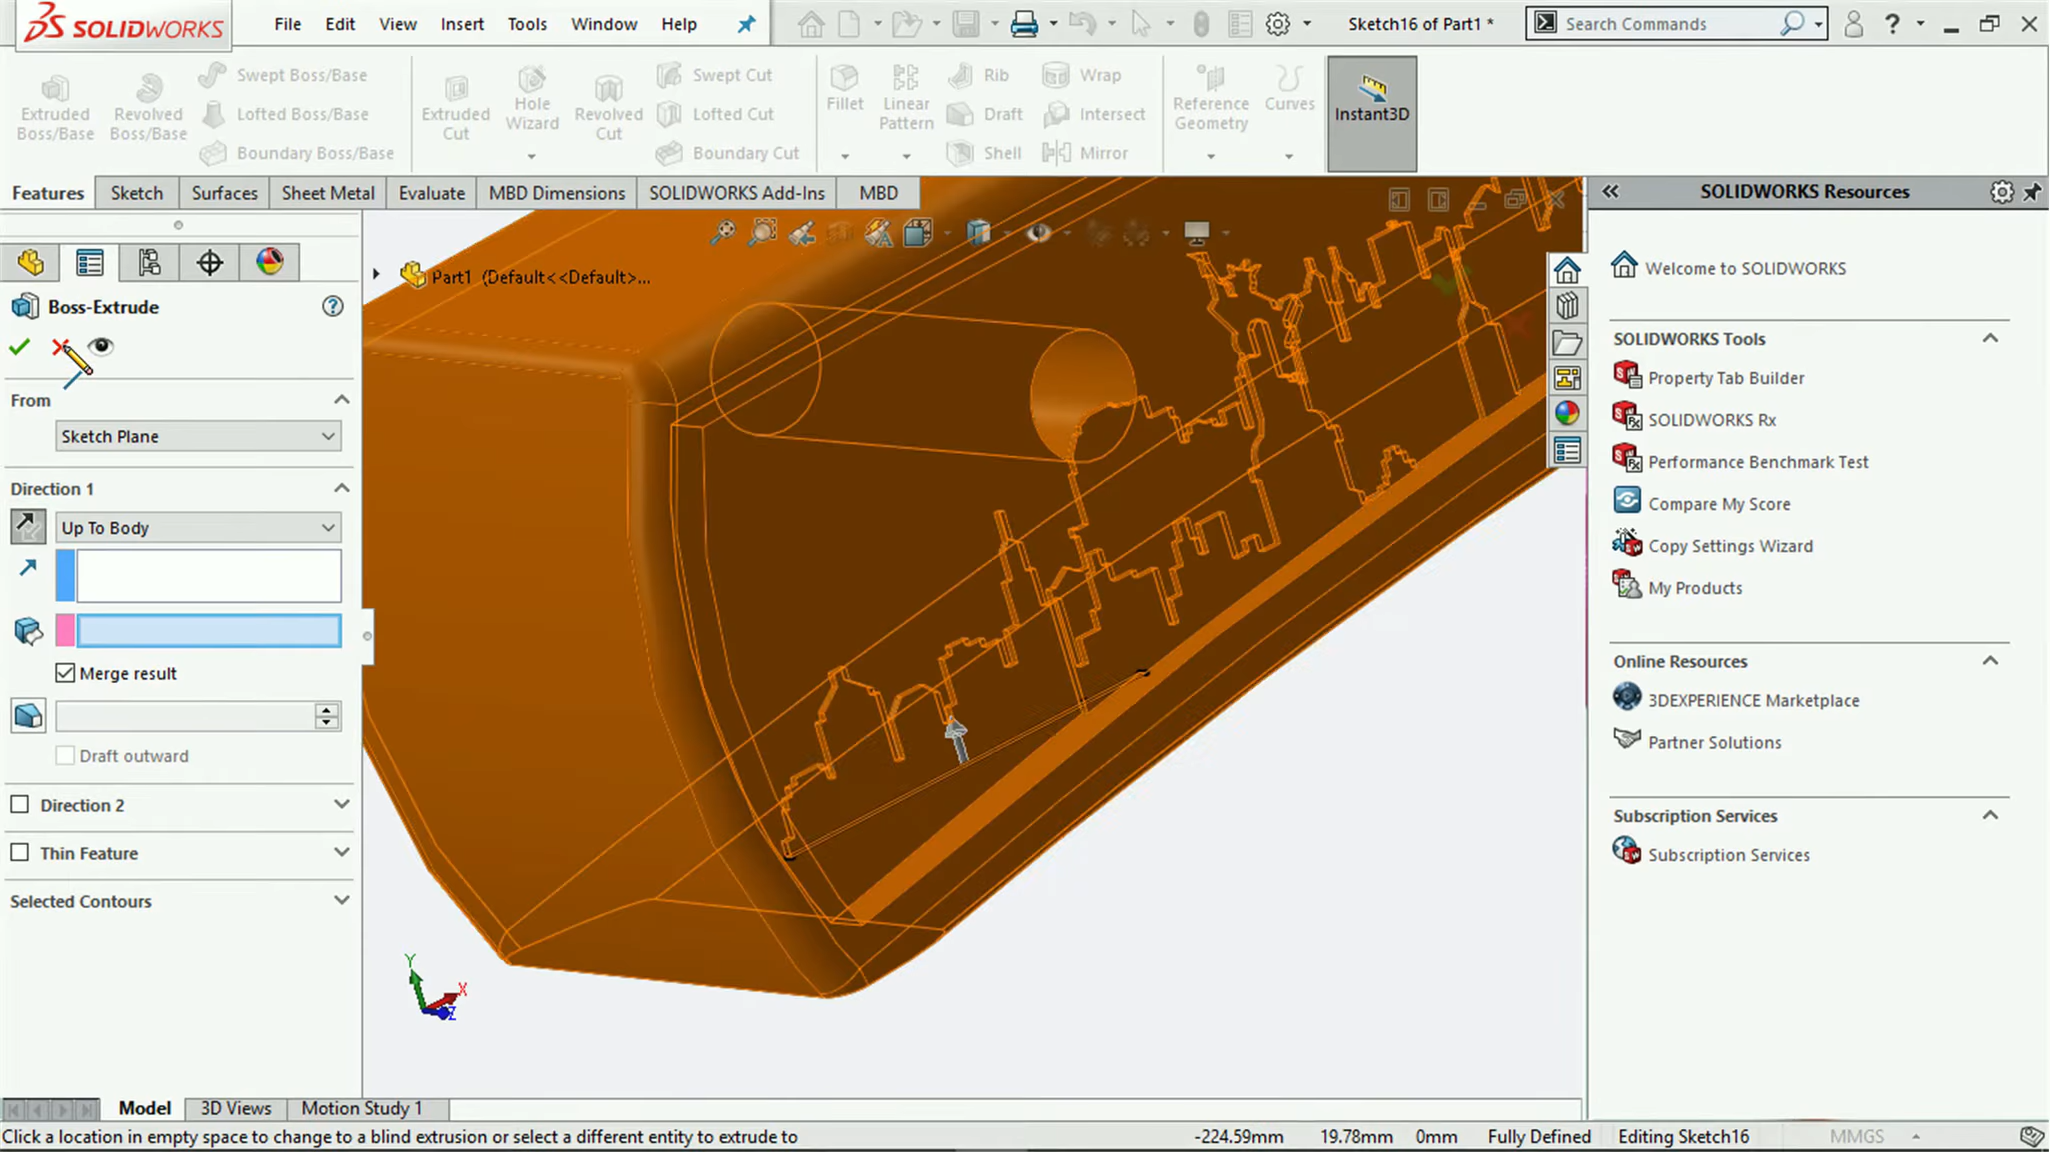 SOLIDWORKS
File Edit View Insert Tools Window Help
Sketch16 of Part1 *
Search Commands
Extruded Boss/Base
Revolved Boss/Base
Swept Boss/Base
Lofted Boss/Base
Boundary Boss/Base
Extruded Cut
Hole Wizard
Revolved Cut
Swept Cut
Lofted Cut
Boundary Cut
Fillet
Linear Pattern
Rib
Draft
Shell
Wrap
Intersect
Mirror
Reference Geometry
Curves
Instant3D
Features Sketch Surfaces Sheet Metal Evaluate MBD Dimensions SOLIDWORKS Add-Ins MBD
Part1 (Default<<Default>...
Boss-Extrude
From
Sketch Plane
Direction 1
Up To Body
Merge result
Draft outward
Direction 2
Thin Feature
Selected Contours
Y
X
Z
SOLIDWORKS Resources
Welcome to SOLIDWORKS
SOLIDWORKS Tools
Property Tab Builder
SOLIDWORKS Rx
Performance Benchmark Test
Compare My Score
Copy Settings Wizard
My Products
Online Resources
3DEXPERIENCE Marketplace
Partner Solutions
Subscription Services
Subscription Services
Model 3D Views Motion Study 1
Click a location in empty space to change to a blind extrusion or select a different entity to extrude to
-224.59mm 19.78mm 0mm Fully Defined Editing Sketch16 MMGS